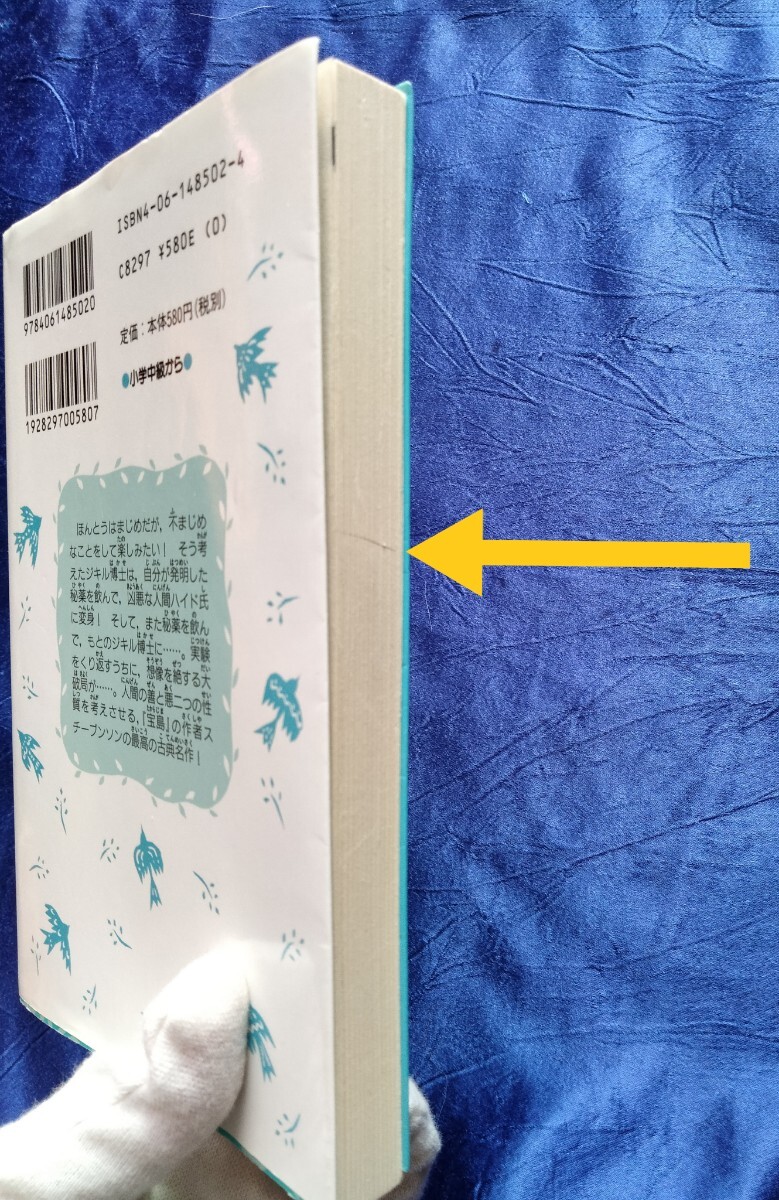 ISBN4-06-148502-4
C8297 ¥580E (0)
9784061485020
定価：本体580円(税別)
●小学中級から●
1928297005807
ほんとうはまじめだが，不まじめ
なことをして楽しみたい！　そう考
えたジキル博士は，自分が発明した
秘薬を飲んで，凶悪な人間ハイド氏
に変身！　そして，また秘薬を飲ん
で，もとのジキル博士に……。実験
をくり返すうちに，想像を絶する大
破局が……。人間の善と悪二つの性
質を考えさせる，『宝島』の作者ス
チーブンソンの最高の古典名作！